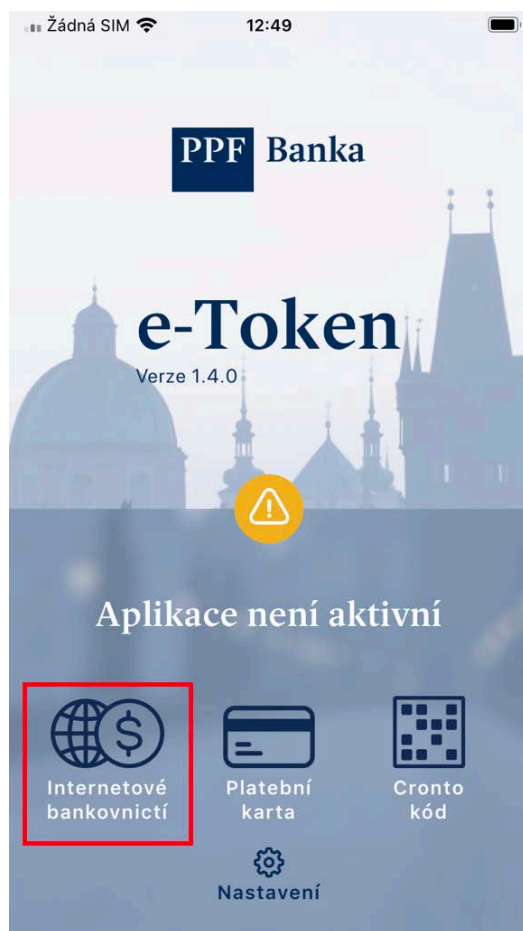 Žádná SIM 12:49
PPF Banka
e-Token
Verze 1.4.0
Aplikace není aktivní
Internetové Platební Cronto
bankovnictí karta kód
Nastavení